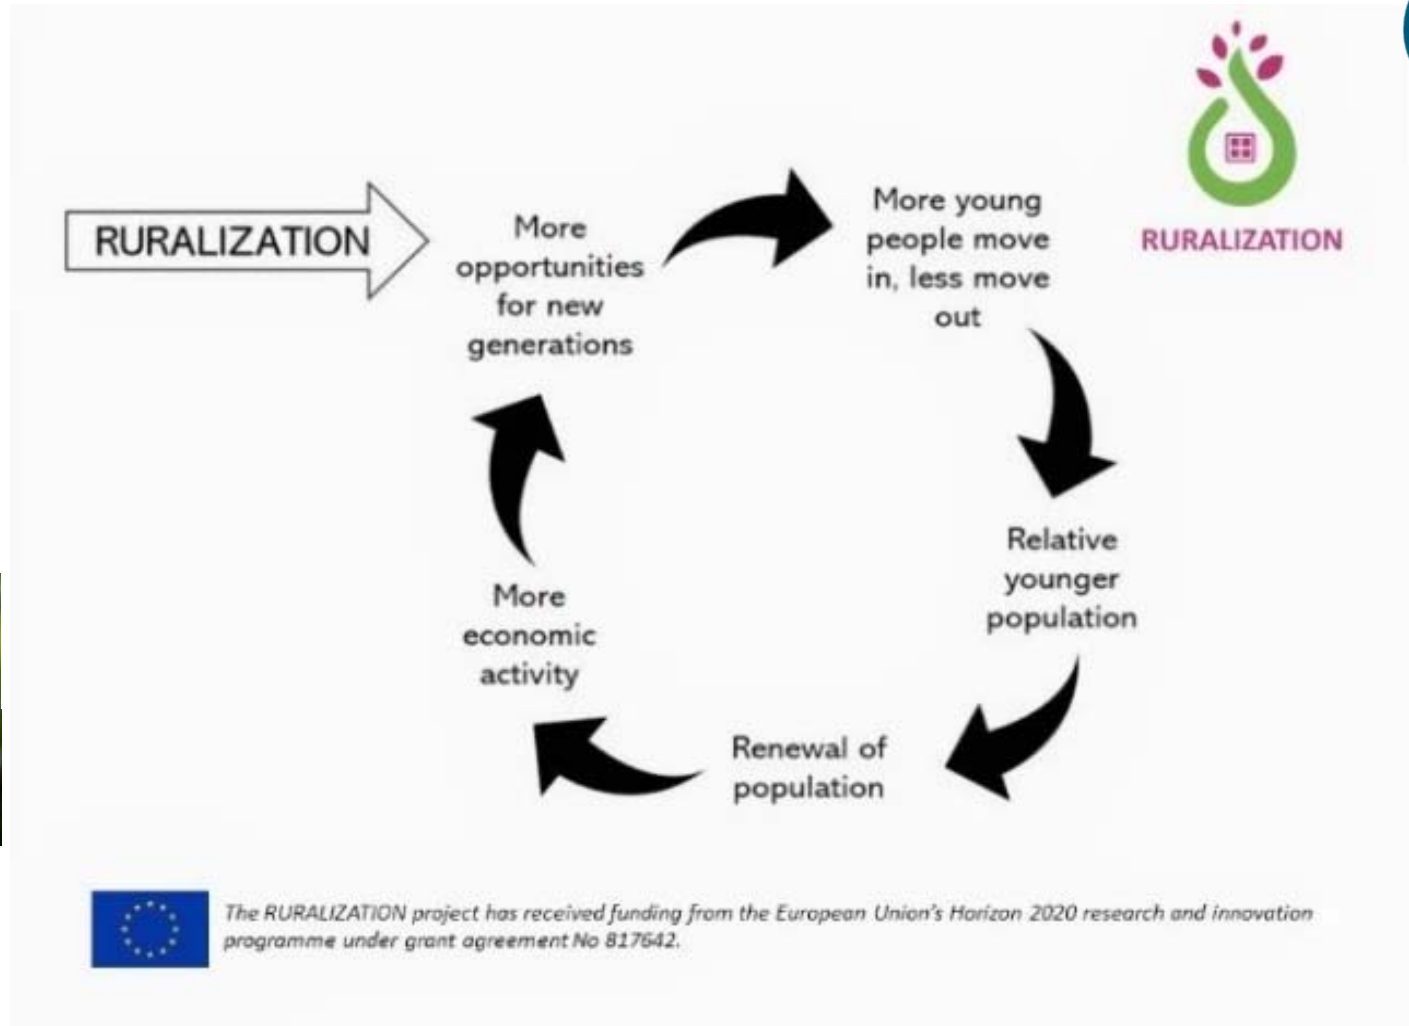 RURALIZATION
More
opportunities
for new
generations
More young
people move
in, less move
out
RURALIZATION
Relative
younger
population
Renewal of
population
More
economic
activity
The RURALIZATION project has received funding from the European Union's Horizon 2020 research and innovation
programme under grant agreement No 817642.